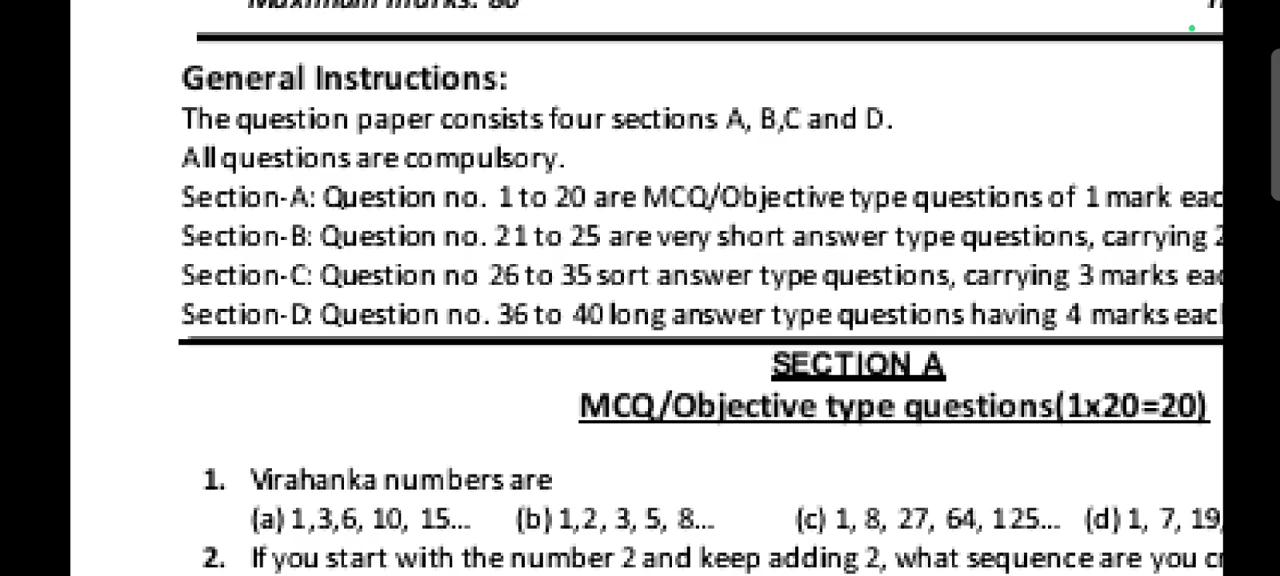 Maximum marks: 80
General Instructions:
The question paper consists four sections A, B,C and D.
All questions are compulsory.
Section-A: Question no. 1 to 20 are MCQ/Objective type questions of 1 mark
Section-B: Question no. 21 to 25 are very short answer type questions, carrying
Section-C: Question no 26 to 35 sort answer type questions, carrying 3 marks
Section-D: Question no. 36 to 40 long answer type questions having 4 marks
SECTION A
MCQ/Objective type questions(1x20=20)
1. Virahanka numbers are
(a) 1,3,6, 10, 15... (b) 1,2, 3, 5, 8... (c) 1, 8, 27, 64, 125... (d) 1, 7, 19,
2. If you start with the number 2 and keep adding 2, what sequence are you